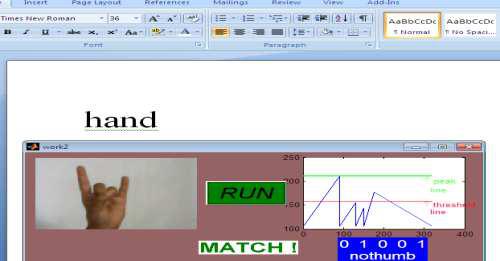 Insert Page Layout References Mailings Review View Add-Ins
Times New Roman 36 A A Aa
B I U abc x₂ x² Aa A
AaBbCcDc AaBbCcDc
¶ Normal ¶ No Spaci...
Font Paragraph
hand
work2
RUN
MATCH !
250
200
150
100
0 100 200 300 400
peak
line
threshold
line
0 1 0 0 1
nothumb